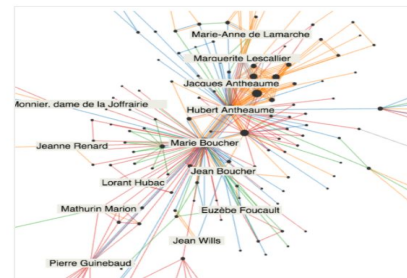 Marie-Anne de Lamarche
Marguerite Lescallier
Jacques Antheaume
Hubert Antheaume
Monnier. dame de la Joffrairie
Jeanne Renard
Marie Boucher
Jean Boucher
Lorant Hubac
Mathurin Marion
Euzèbe Foucault
Jean Wills
Pierre Guinebaud